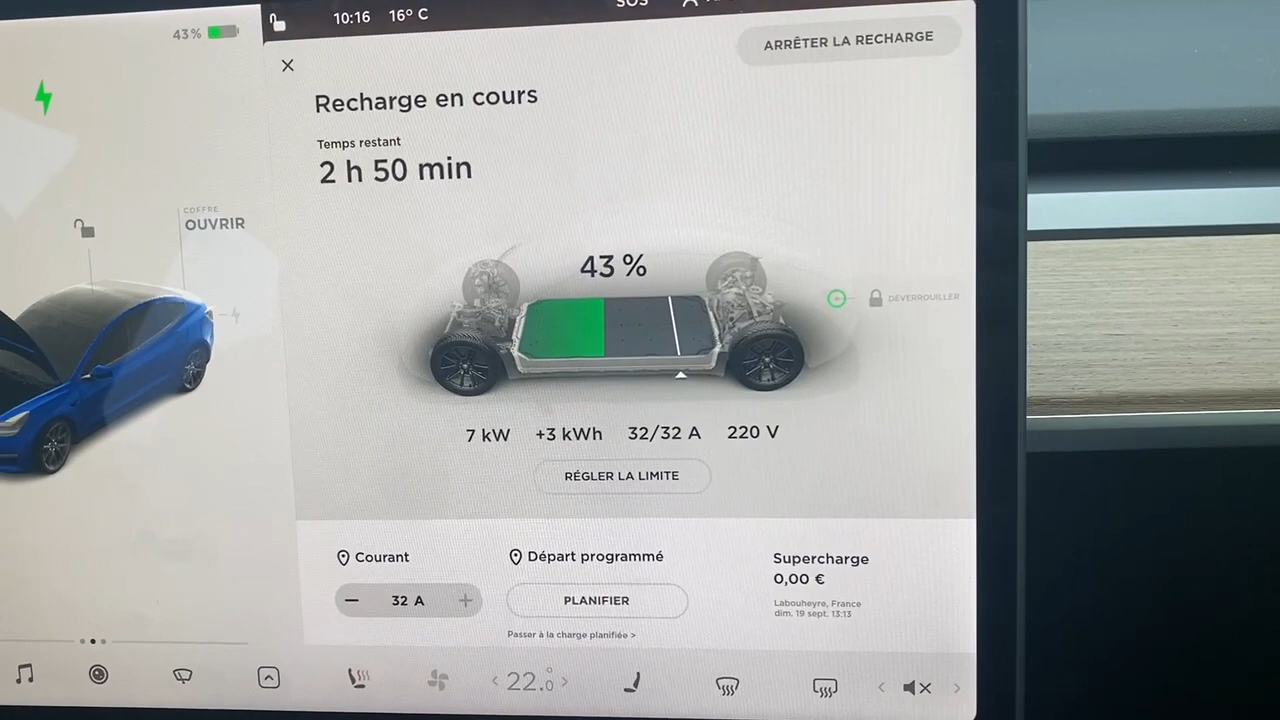 43%
10:16 16° C
SOS
ARRÊTER LA RECHARGE
Recharge en cours
Temps restant
2 h 50 min
COFFRE
OUVRIR
43 %
DÉVERROUILLER
7 kW +3 kWh 32/32 A 220 V
RÉGLER LA LIMITE
Courant
32 A
Départ programmé
PLANIFIER
Passer à la charge planifiée >
Supercharge
0,00 €
Labouheyre, France
dim. 19 sept. 13:13
22.0